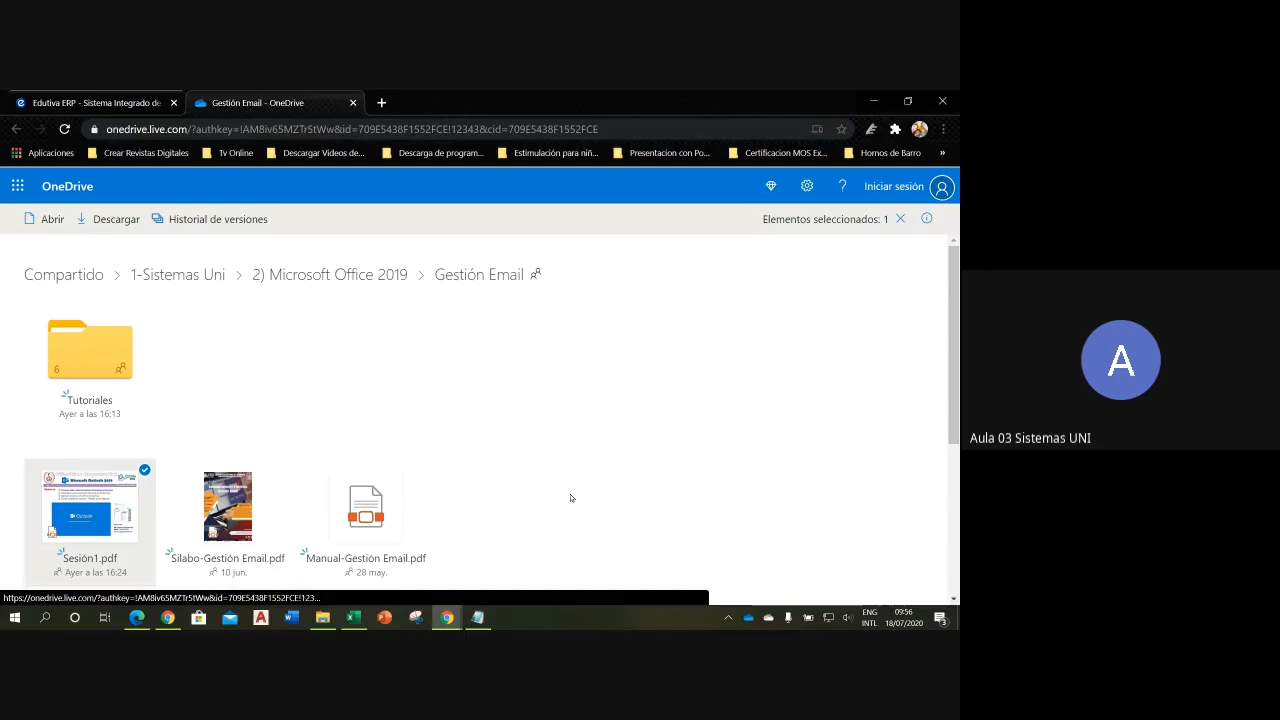 Edutiva ERP - Sistema Integrado de
Gestión Email - OneDrive
onedrive.live.com/?authkey=!AM8iv65MZTr5tWw&id=709E5438F1552FCE!12343&cid=709E5438F1552FCE
Aplicaciones
Crear Revistas Digitales
Tv Online
Descargar Videos de...
Descarga de program...
Estimulación para niñ...
Presentacion con Po...
Certificacion MOS Ex...
Hornos de Barro
»
OneDrive
Iniciar sesión
Abrir
Descargar
Historial de versiones
Elementos seleccionados: 1
Compartido > 1-Sistemas Uni > 2) Microsoft Office 2019 > Gestión Email
6
Tutoriales
Ayer a las 16:13
Microsoft Outlook 2019
Outlook
Sesión1.pdf
Ayer a las 16:24
Silabo-Gestión Email.pdf
10 jun.
Manual-Gestión Email.pdf
28 may.
https://onedrive.live.com/?authkey=!AM8iv65MZTr5tWw&id=709E5438F1552FCE!123...
ENG
INTL
09:56
18/07/2020
3
A
Aula 03 Sistemas UNI